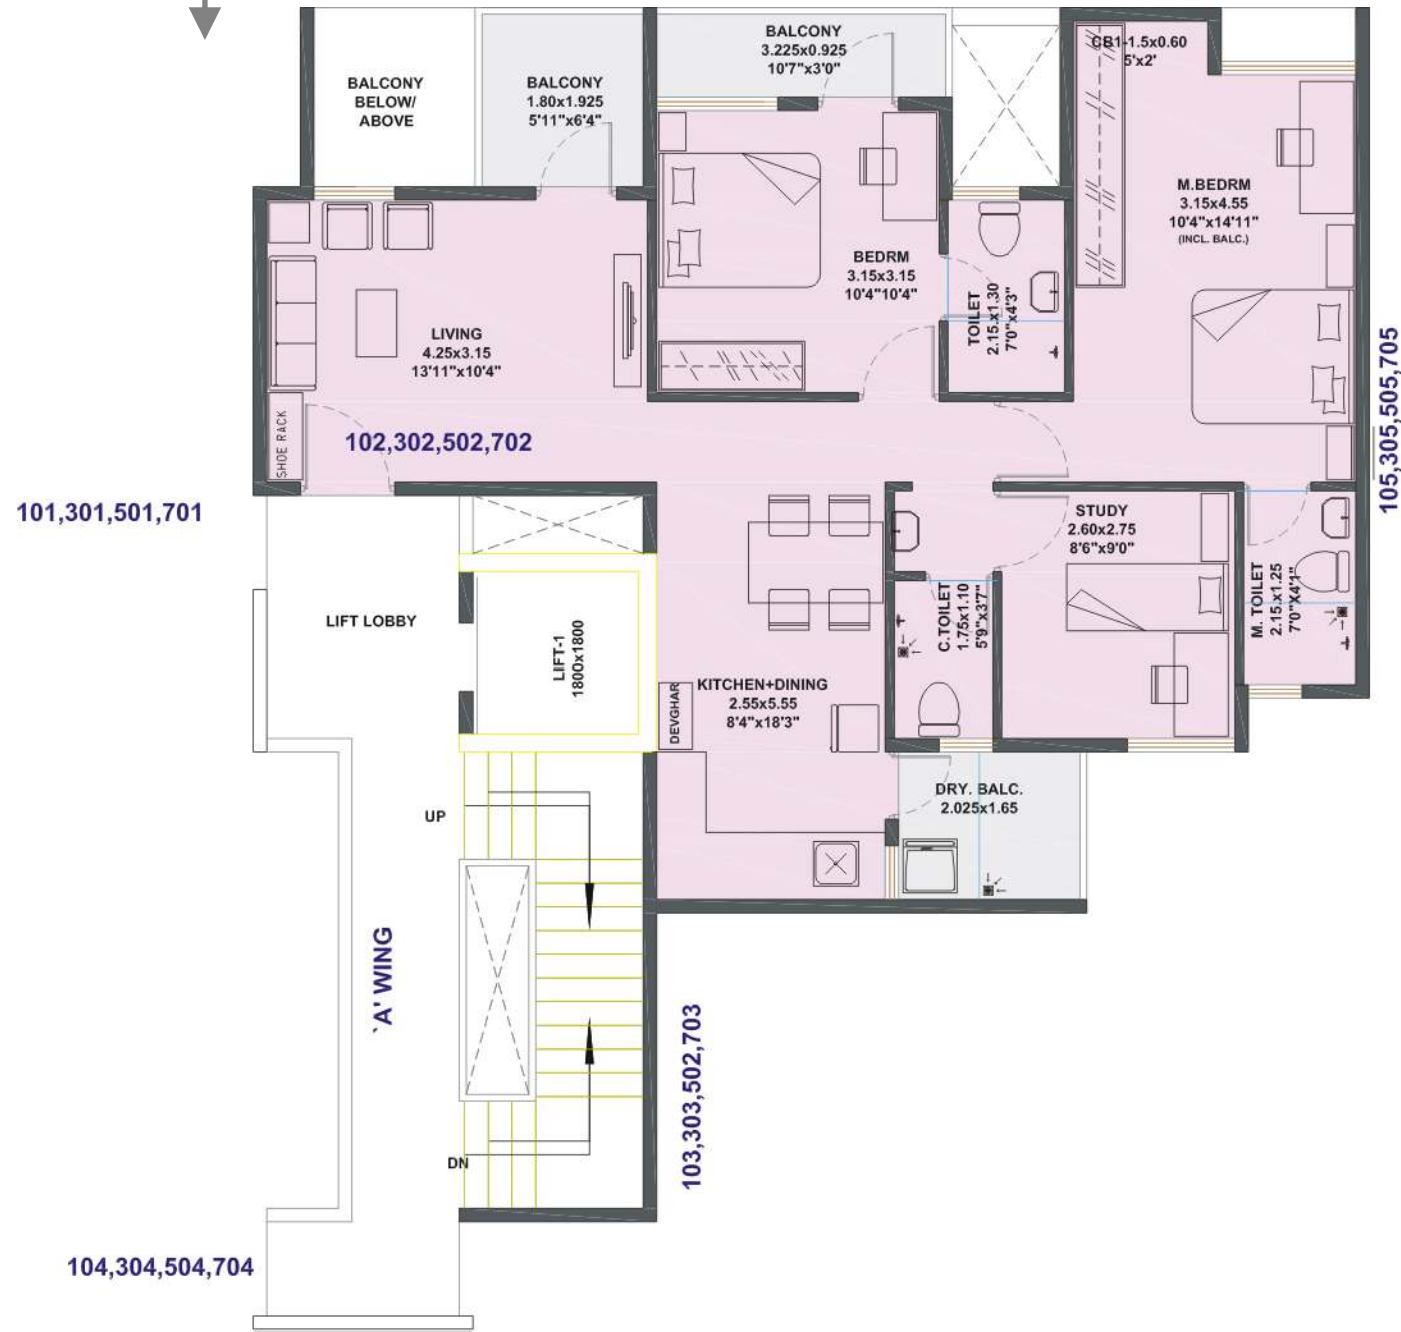 BALCONY
BELOW/
ABOVE
BALCONY
1.80x1.925
5'11"x6'4"
BALCONY
3.225x0.925
10'7"x3'0"
CB1-1.5x0.60
5'x2'
M.BEDRM
3.15x4.55
10'4"x14'11"
(INCL. BALC.)
BEDRM
3.15x3.15
10'4"10'4"
TOILET
2.15.x1.30
7'0"x4'3"
LIVING
4.25x3.15
13'11"x10'4"
SHOE RACK
102,302,502,702
101,301,501,701
105,305,505,705
STUDY
2.60x2.75
8'6"x9'0"
M. TOILET
2.15.x1.25
7'0"x4'1"
C.TOILET
1.75x1.10
5'9"x3'7"
LIFT LOBBY
LIFT-1
1800x1800
KITCHEN+DINING
2.55x5.55
8'4"x18'3"
DEVGHAR
DRY. BALC.
2.025x1.65
UP
`A' WING
103,303,502,703
DN
104,304,504,704